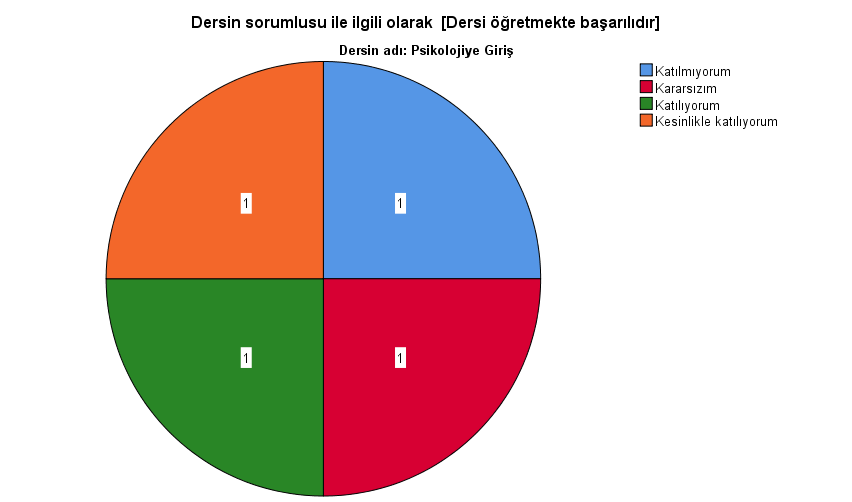 Dersin sorumlusu ile ilgili olarak [Dersi öğretmekte başarılıdır]
Dersin adı: Psikolojiye Giriş
Katılmıyorum
Kararsızım
Katılıyorum
Kesinlikle katılıyorum
1
1
1
1